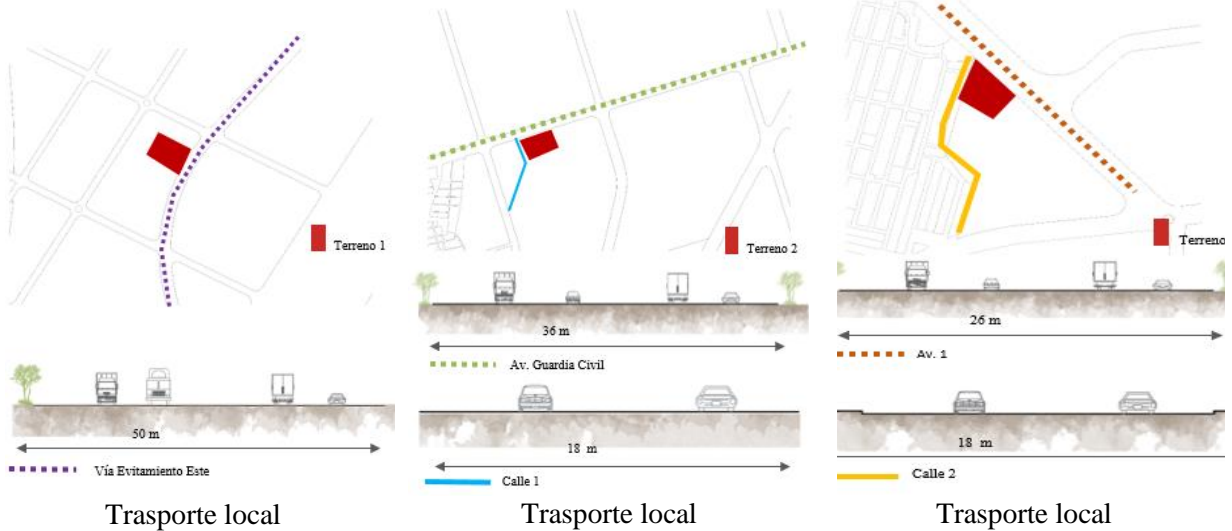 Terreno 1
50 m
Vía Evitamiento Este
Trasporte local
Terreno 2
36 m
Av. Guardia Civil
18 m
Calle 1
Trasporte local
Terreno
26 m
Av. 1
18 m
Calle 2
Trasporte local